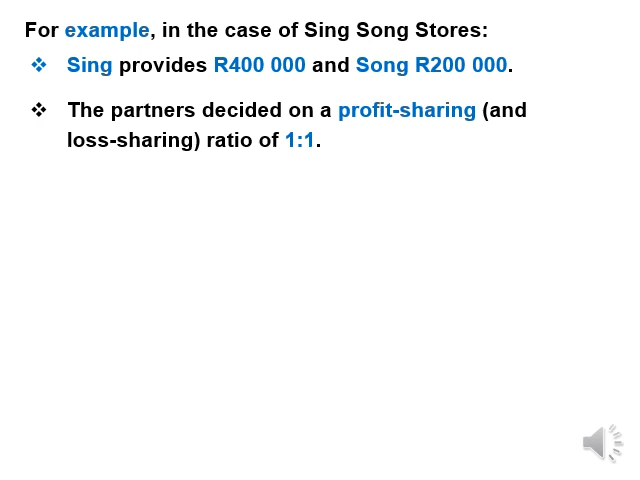 For example, in the case of Sing Song Stores:
❖ Sing provides R400 000 and Song R200 000.
❖ The partners decided on a profit-sharing (and
loss-sharing) ratio of 1:1.